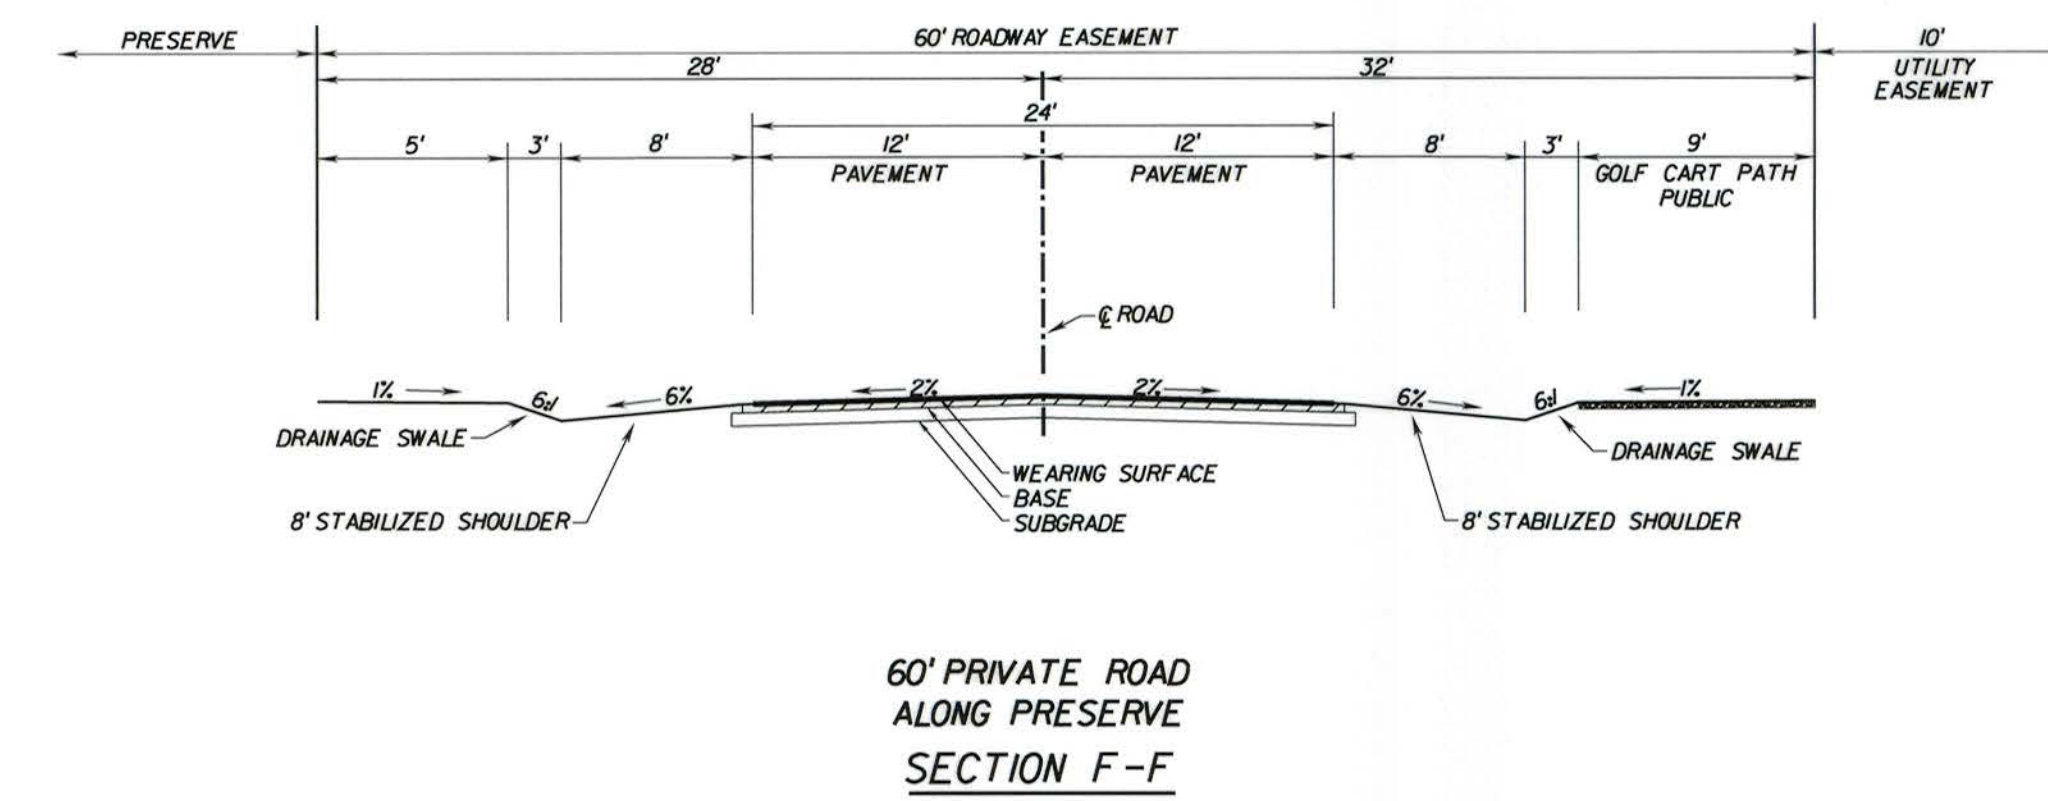 PRESERVE
60' ROADWAY EASEMENT
10'
UTILITY
EASEMENT
28'
32'
24'
5'
3'
8'
12'
PAVEMENT
12'
PAVEMENT
8'
3'
9'
GOLF CART PATH
PUBLIC
℄ ROAD
1%
6:1
6%
2%
2%
6%
6:1
1%
DRAINAGE SWALE
DRAINAGE SWALE
WEARING SURFACE
BASE
SUBGRADE
8' STABILIZED SHOULDER
8' STABILIZED SHOULDER
60' PRIVATE ROAD
ALONG PRESERVE
SECTION F-F